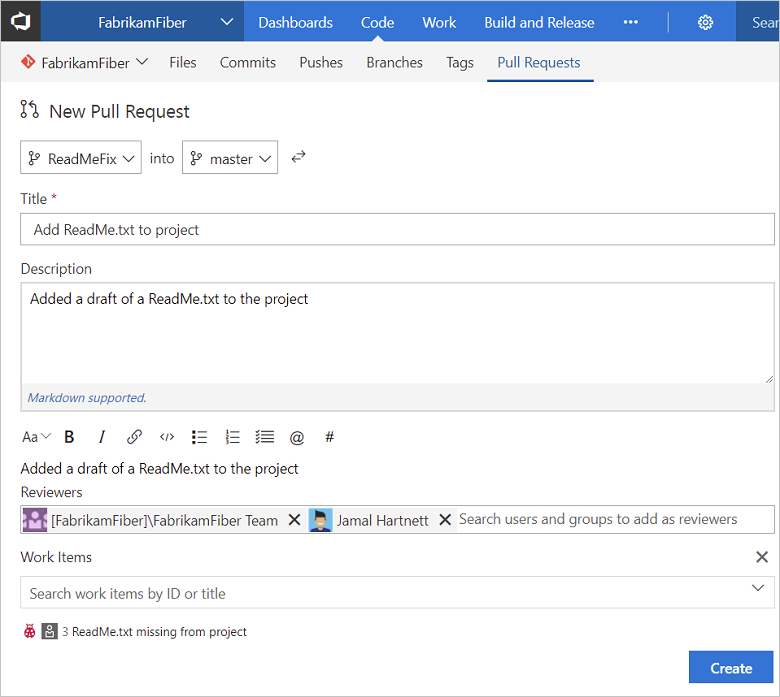 FabrikamFiber Dashboards Code Work Build and Release ••• Sear
FabrikamFiber Files Commits Pushes Branches Tags Pull Requests
New Pull Request
ReadMeFix into master
Title *
Add ReadMe.txt to project
Description
Added a draft of a ReadMe.txt to the project
Markdown supported.
Aa B I </> @ #
Added a draft of a ReadMe.txt to the project
Reviewers
[FabrikamFiber]\FabrikamFiber Team Jamal Hartnett Search users and groups to add as reviewers
Work Items
Search work items by ID or title
3 ReadMe.txt missing from project
Create